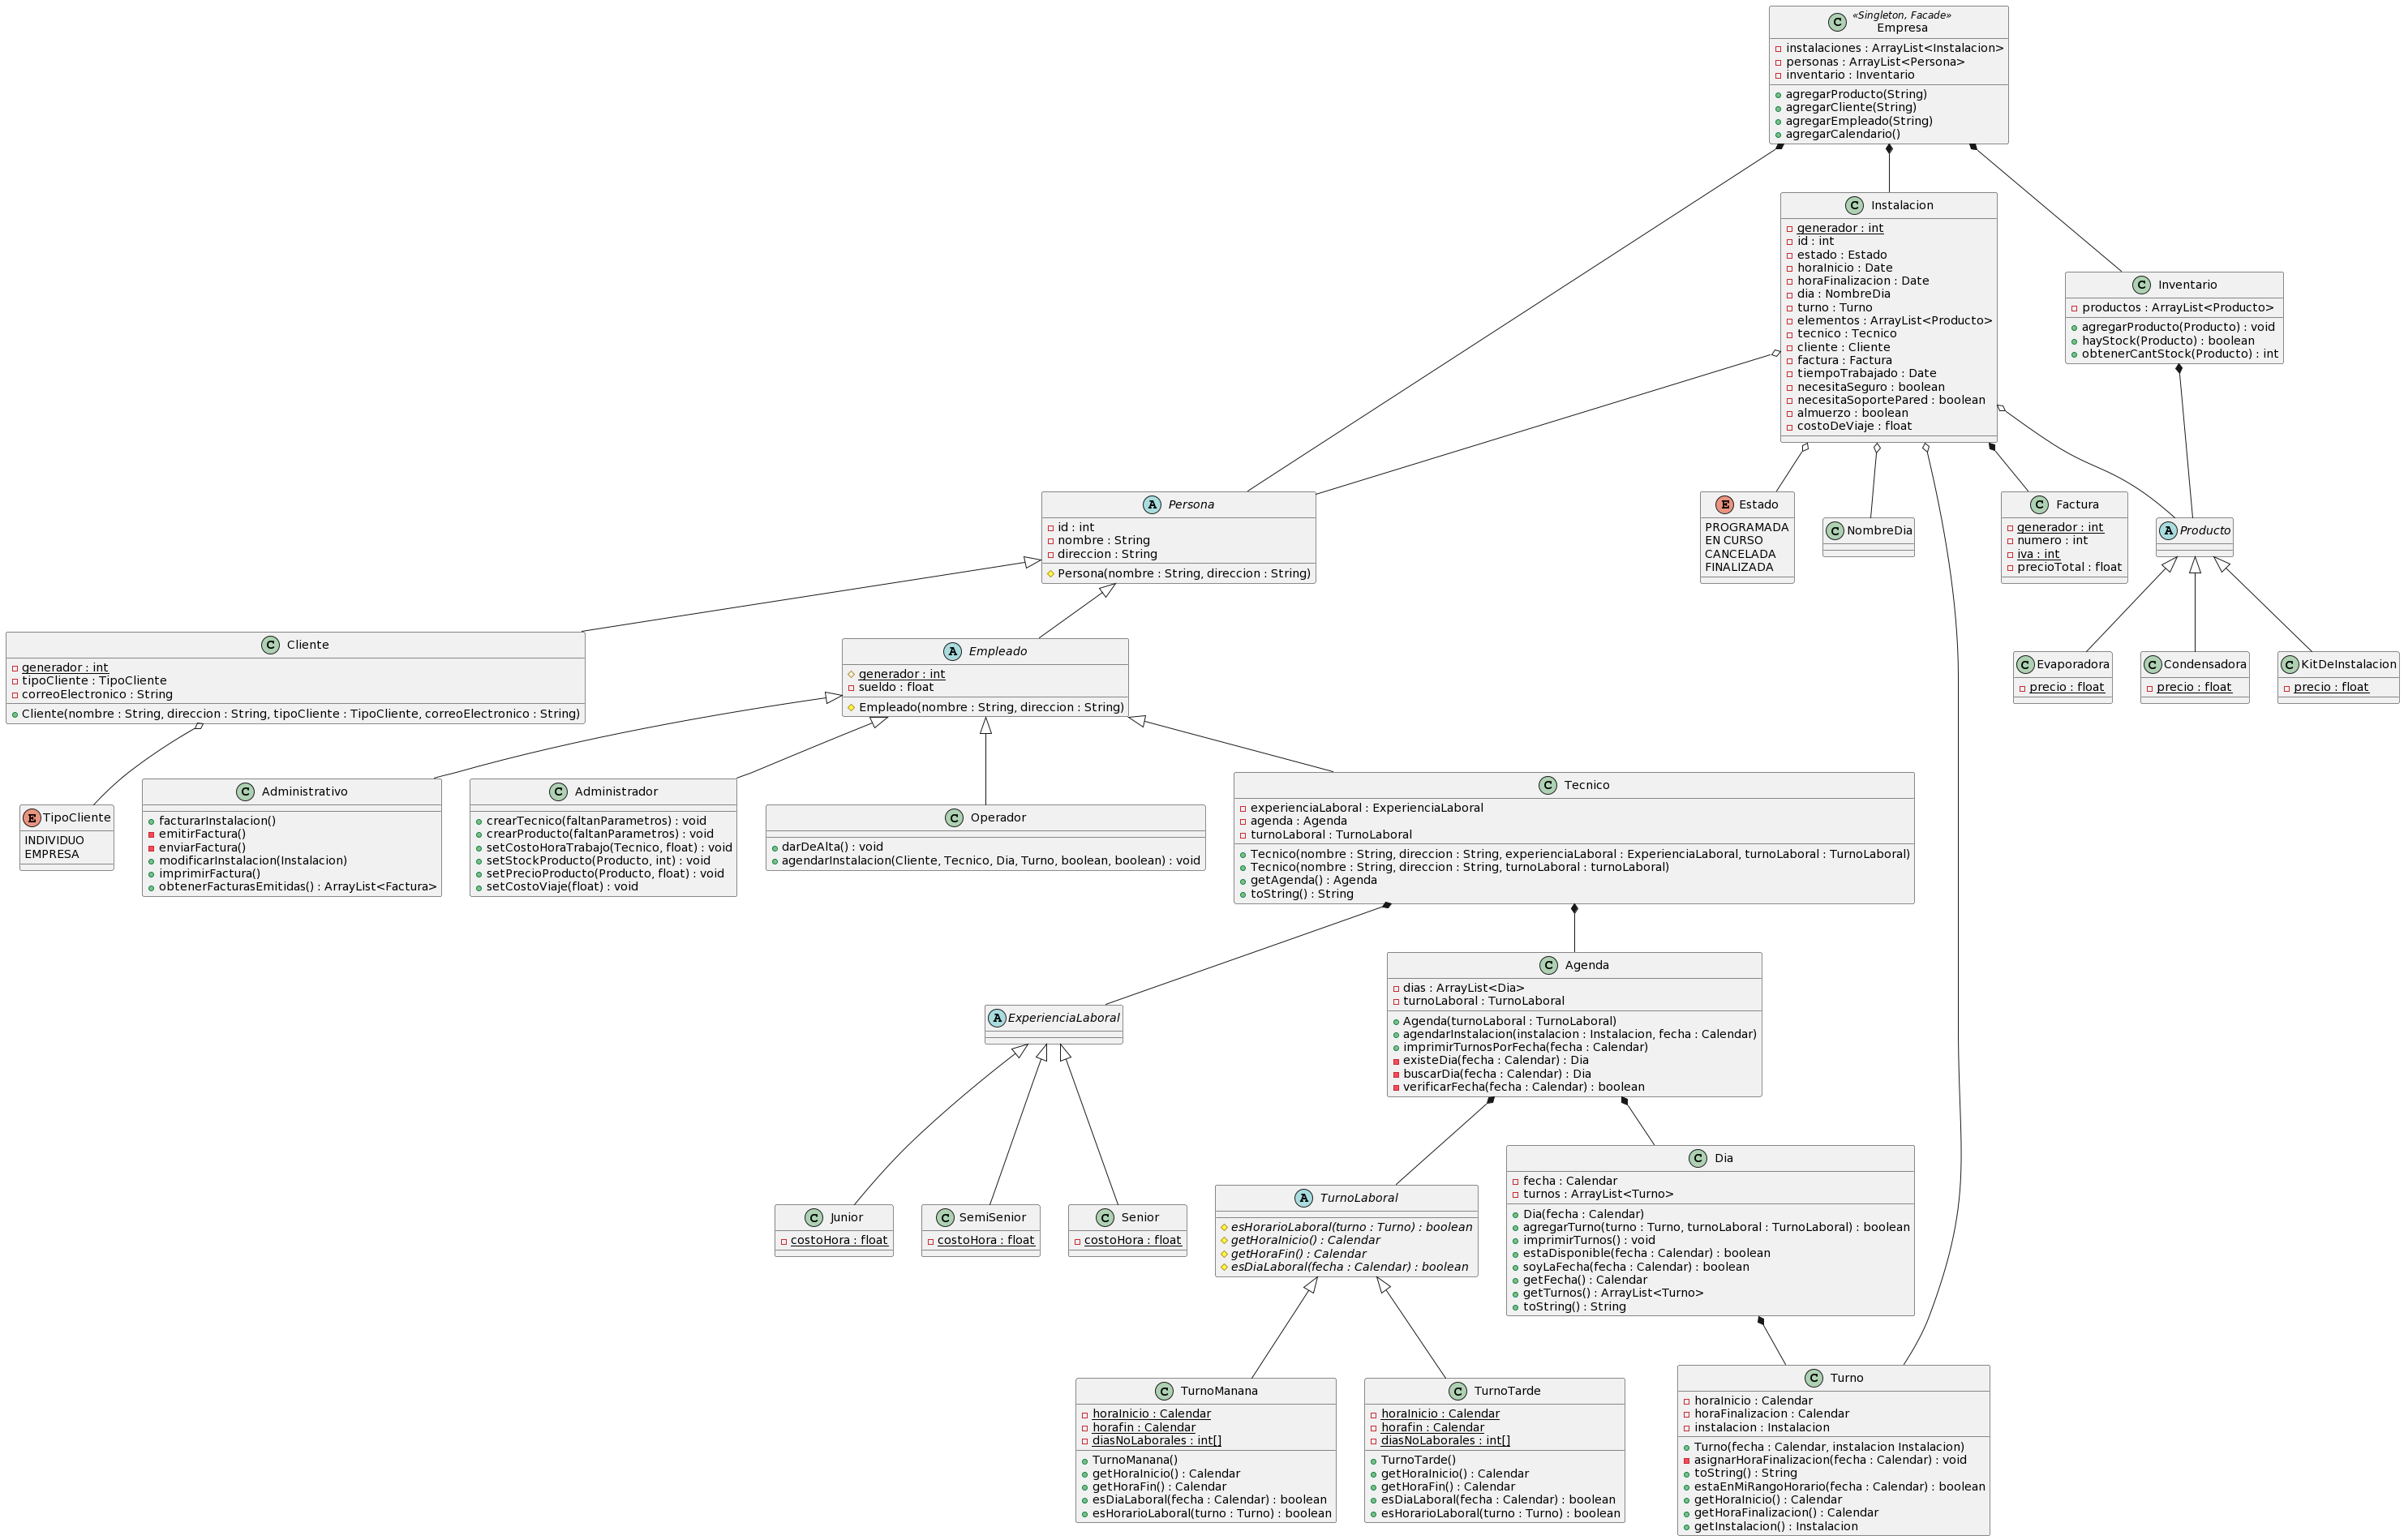 «Singleton, Facade»
Empresa
instalaciones : ArrayList<Instalacion>
personas : ArrayList<Persona>
inventario : Inventario
agregarProducto(String)
agregarCliente(String)
agregarEmpleado(String)
agregarCalendario()
Instalacion
generador : int
id : int
estado : Estado
horaInicio : Date
horaFinalizacion : Date
dia : NombreDia
turno : Turno
elementos : ArrayList<Producto>
tecnico : Tecnico
cliente : Cliente
factura : Factura
tiempoTrabajado : Date
necesitaSeguro : boolean
necesitaSoportePared : boolean
almuerzo : boolean
costoDeViaje : float
Inventario
productos : ArrayList<Producto>
agregarProducto(Producto) : void
hayStock(Producto) : boolean
obtenerCantStock(Producto) : int
Persona
id : int
nombre : String
direccion : String
Persona(nombre : String, direccion : String)
Estado
PROGRAMADA
EN CURSO
CANCELADA
FINALIZADA
NombreDia
Factura
generador : int
numero : int
iva : int
precioTotal : float
Producto
Cliente
generador : int
tipoCliente : TipoCliente
correoElectronico : String
Cliente(nombre : String, direccion : String, tipoCliente : TipoCliente, correoElectronico : String)
Empleado
generador : int
sueldo : float
Empleado(nombre : String, direccion : String)
Evaporadora
precio : float
Condensadora
precio : float
KitDeInstalacion
precio : float
TipoCliente
INDIVIDUO
EMPRESA
Administrativo
facturarInstalacion()
emitirFactura()
enviarFactura()
modificarInstalacion(Instalacion)
imprimirFactura()
obtenerFacturasEmitidas() : ArrayList<Factura>
Administrador
crearTecnico(faltanParametros) : void
crearProducto(faltanParametros) : void
setCostoHoraTrabajo(Tecnico, float) : void
setStockProducto(Producto, int) : void
setPrecioProducto(Producto, float) : void
setCostoViaje(float) : void
Operador
darDeAlta() : void
agendarInstalacion(Cliente, Tecnico, Dia, Turno, boolean, boolean) : void
Tecnico
experienciaLaboral : ExperienciaLaboral
agenda : Agenda
turnoLaboral : TurnoLaboral
Tecnico(nombre : String, direccion : String, experienciaLaboral : ExperienciaLaboral, turnoLaboral : TurnoLaboral)
Tecnico(nombre : String, direccion : String, turnoLaboral : turnoLaboral)
getAgenda() : Agenda
toString() : String
ExperienciaLaboral
Agenda
dias : ArrayList<Dia>
turnoLaboral : TurnoLaboral
Agenda(turnoLaboral : TurnoLaboral)
agendarInstalacion(instalacion : Instalacion, fecha : Calendar)
imprimirTurnosPorFecha(fecha : Calendar)
existeDia(fecha : Calendar) : Dia
buscarDia(fecha : Calendar) : Dia
verificarFecha(fecha : Calendar) : boolean
Junior
costoHora : float
SemiSenior
costoHora : float
Senior
costoHora : float
TurnoLaboral
esHorarioLaboral(turno : Turno) : boolean
getHoraInicio() : Calendar
getHoraFin() : Calendar
esDiaLaboral(fecha : Calendar) : boolean
Dia
fecha : Calendar
turnos : ArrayList<Turno>
Dia(fecha : Calendar)
agregarTurno(turno : Turno, turnoLaboral : TurnoLaboral) : boolean
imprimirTurnos() : void
estaDisponible(fecha : Calendar) : boolean
soyLaFecha(fecha : Calendar) : boolean
getFecha() : Calendar
getTurnos() : ArrayList<Turno>
toString() : String
TurnoManana
horaInicio : Calendar
horafin : Calendar
diasNoLaborales : int[]
TurnoManana()
getHoraInicio() : Calendar
getHoraFin() : Calendar
esDiaLaboral(fecha : Calendar) : boolean
esHorarioLaboral(turno : Turno) : boolean
TurnoTarde
horaInicio : Calendar
horafin : Calendar
diasNoLaborales : int[]
TurnoTarde()
getHoraInicio() : Calendar
getHoraFin() : Calendar
esDiaLaboral(fecha : Calendar) : boolean
esHorarioLaboral(turno : Turno) : boolean
Turno
horaInicio : Calendar
horaFinalizacion : Calendar
instalacion : Instalacion
Turno(fecha : Calendar, instalacion Instalacion)
asignarHoraFinalizacion(fecha : Calendar) : void
toString() : String
estaEnMiRangoHorario(fecha : Calendar) : boolean
getHoraInicio() : Calendar
getHoraFinalizacion() : Calendar
getInstalacion() : Instalacion